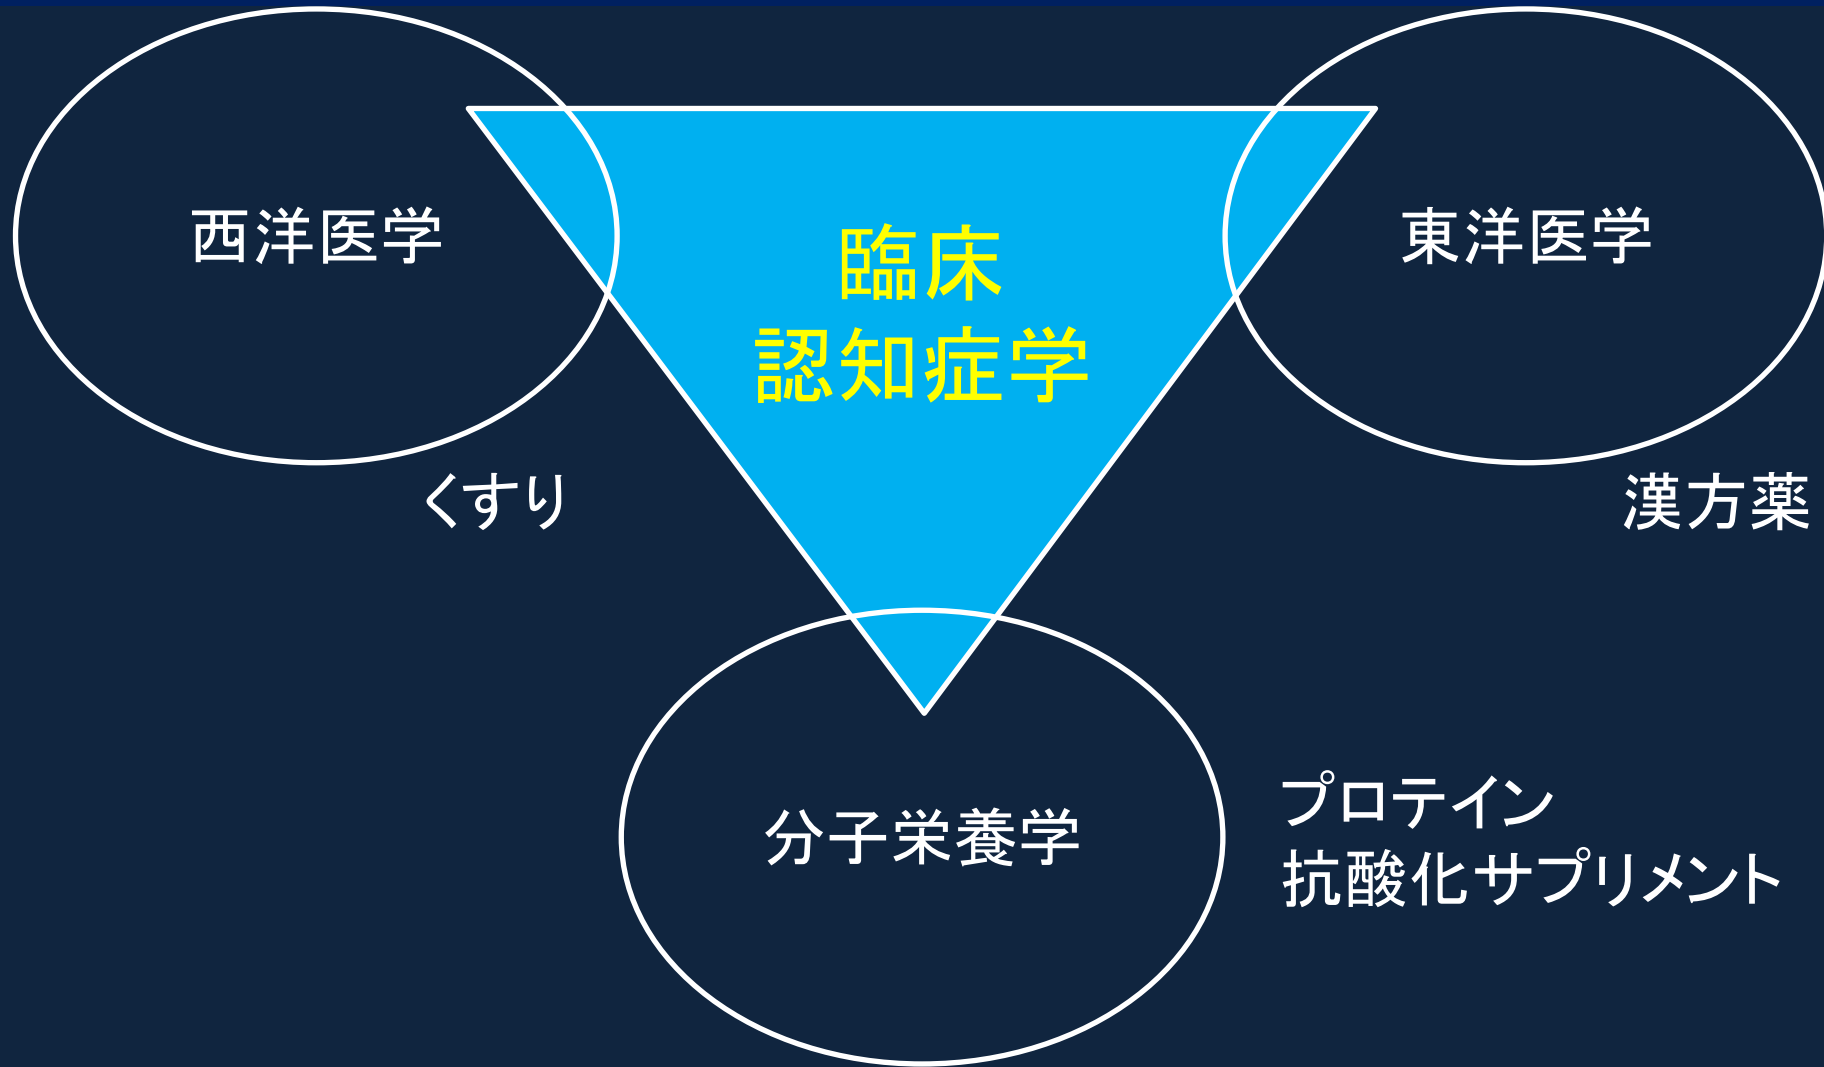 西洋医学
東洋医学
臨床
認知症学
くすり
漢方薬
分子栄養学
プロテイン
抗酸化サプリメント